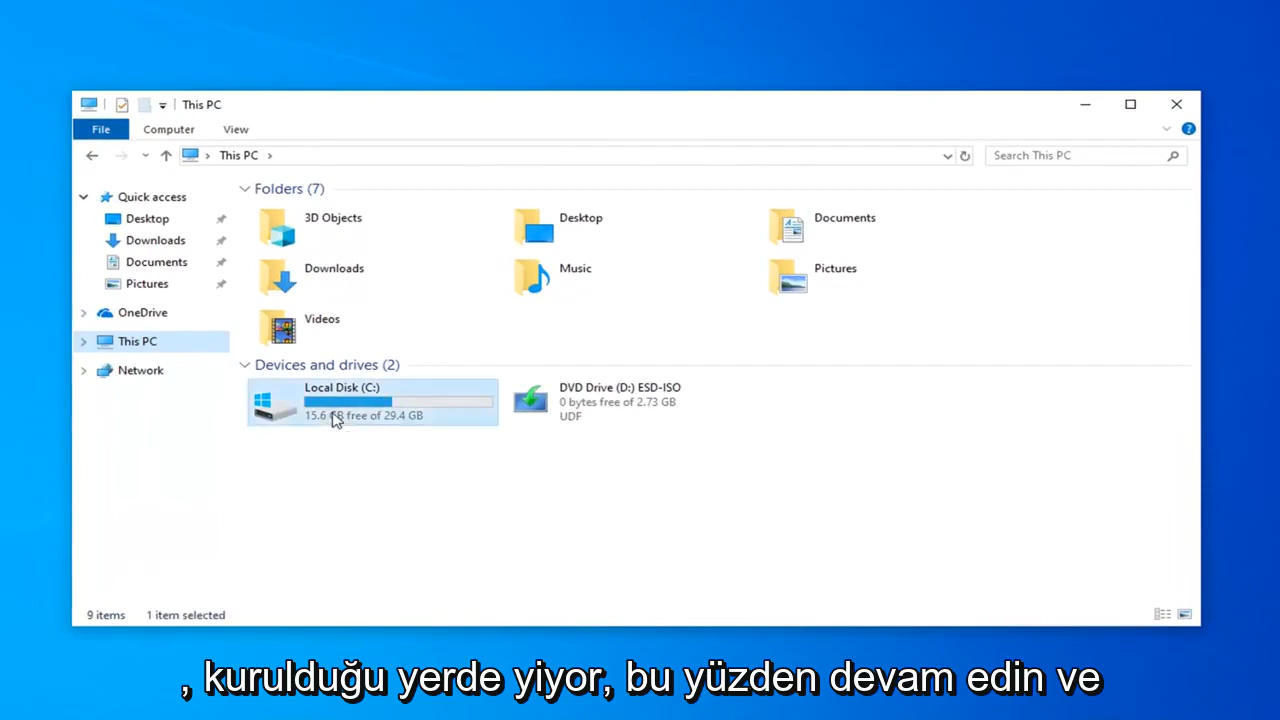 This PC
File Computer View
This PC
Search This PC
Quick access
Desktop
Downloads
Documents
Pictures
OneDrive
This PC
Network
Folders (7)
3D Objects
Desktop
Documents
Downloads
Music
Pictures
Videos
Devices and drives (2)
Local Disk (C:)
15.6 GB free of 29.4 GB
DVD Drive (D:) ESD-ISO
0 bytes free of 2.73 GB
UDF
9 items 1 item selected
, kurulduğu yerde yiyor, bu yüzden devam edin ve